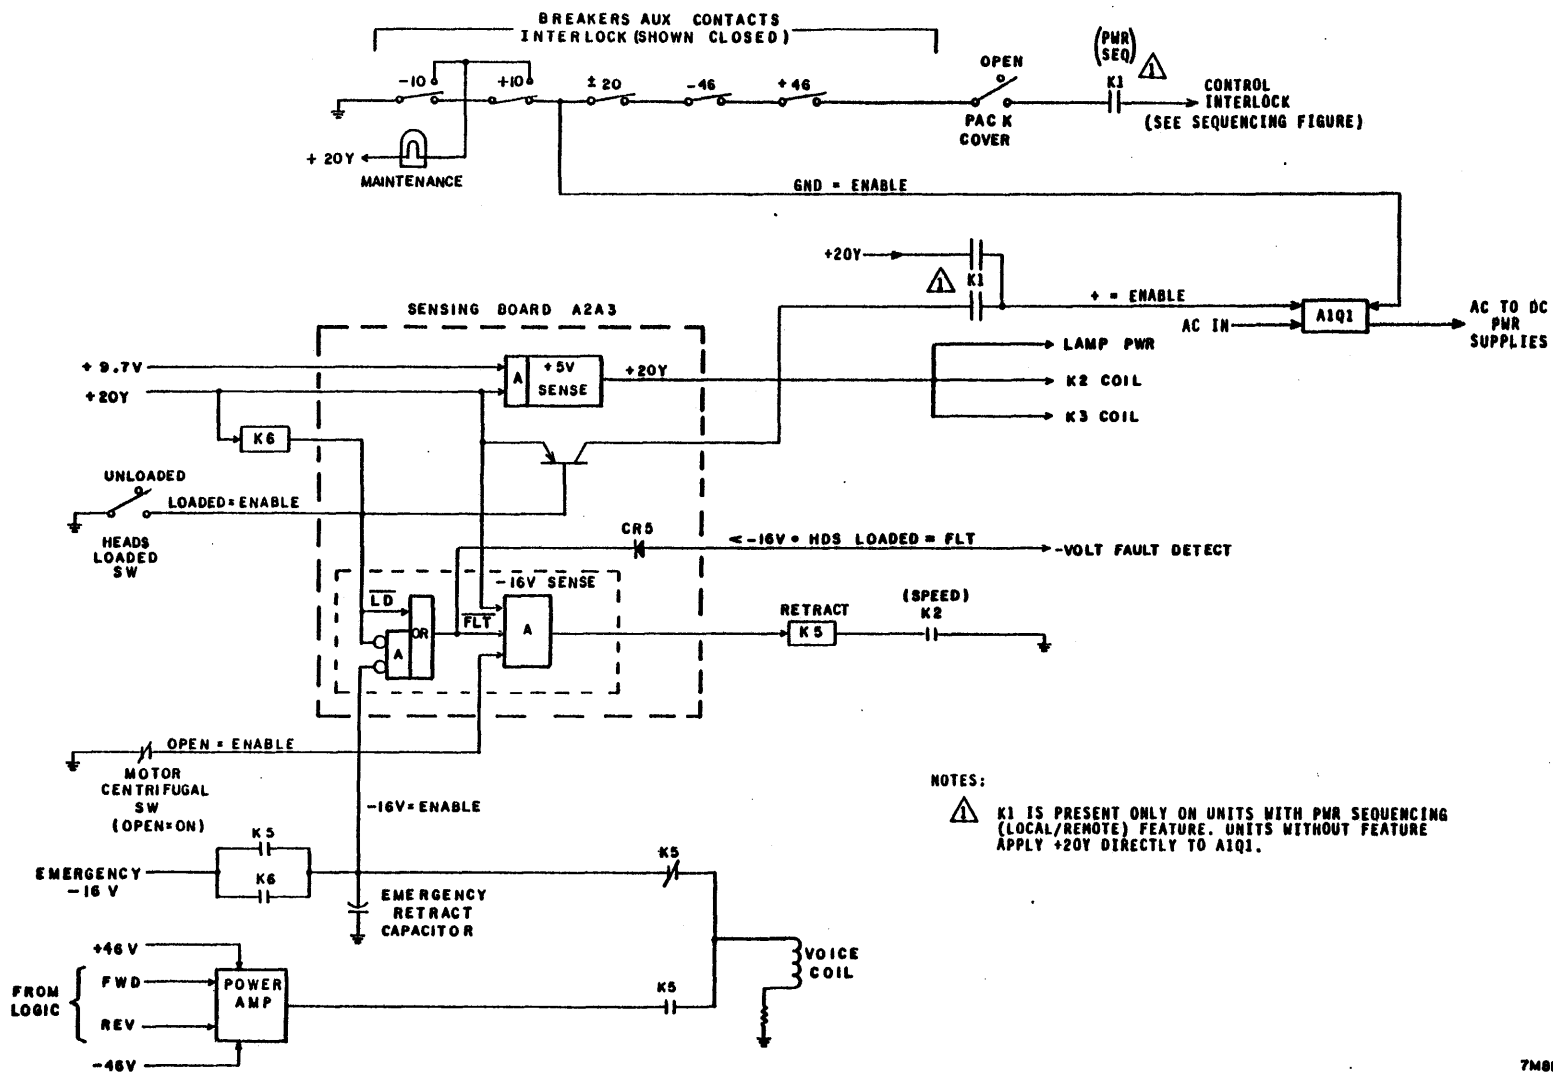 BREAKERS AUX CONTACTS
INTERLOCK (SHOWN CLOSED)
-10
+10
± 20
-46
+46
OPEN
PACK
COVER
(PWR
SEQ)
K1
1
CONTROL
INTERLOCK
(SEE SEQUENCING FIGURE)
+ 20Y
MAINTENANCE
GND = ENABLE
+20Y
1
K1
+ = ENABLE
AC IN
A1Q1
AC TO DC
PWR
SUPPLIES
SENSING BOARD A2A3
+ 9.7V
+20Y
A
+5V
SENSE
+20Y
LAMP PWR
K2 COIL
K3 COIL
K6
UNLOADED
LOADED = ENABLE
HEADS
LOADED
SW
CR5
<-16V • HDS LOADED = FLT
-VOLT FAULT DETECT
-16V SENSE
LD
OR
A
FLT
A
RETRACT
K5
(SPEED)
K2
OPEN = ENABLE
MOTOR
CENTRIFUGAL
SW
(OPEN=ON)
-16V=ENABLE
NOTES:
1 K1 IS PRESENT ONLY ON UNITS WITH PWR SEQUENCING
(LOCAL/REMOTE) FEATURE. UNITS WITHOUT FEATURE
APPLY +20Y DIRECTLY TO A1Q1.
EMERGENCY
-16 V
K5
K6
K5
EMERGENCY
RETRACT
CAPACITOR
+46V
FROM
LOGIC
FWD
REV
POWER
AMP
-46V
K5
VOICE
COIL